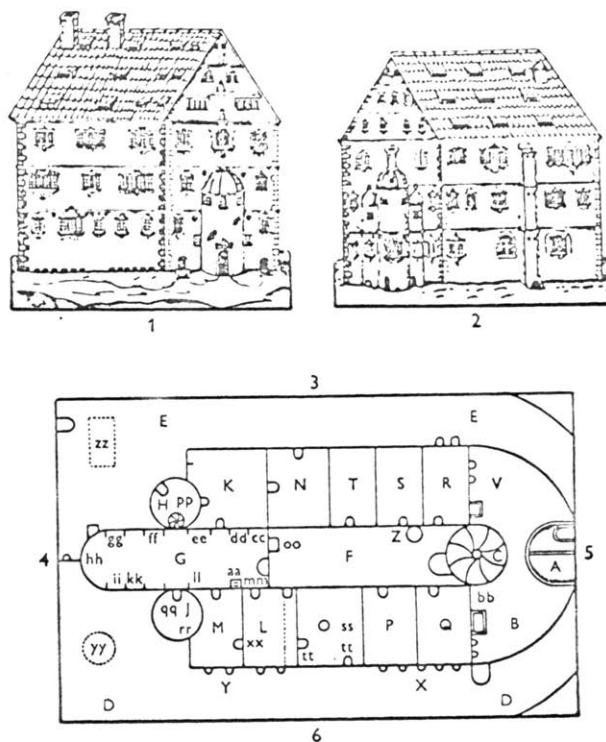 1
2
3
E E
zz
K N T S R V
H PP
Z
gg ff ee dd cc
oo
4 hh G F C A 5
aa
ii kk ll mm
bb
qq J M L O ss P Q B
rr
tt xx tt
yy
Y X
D D
6